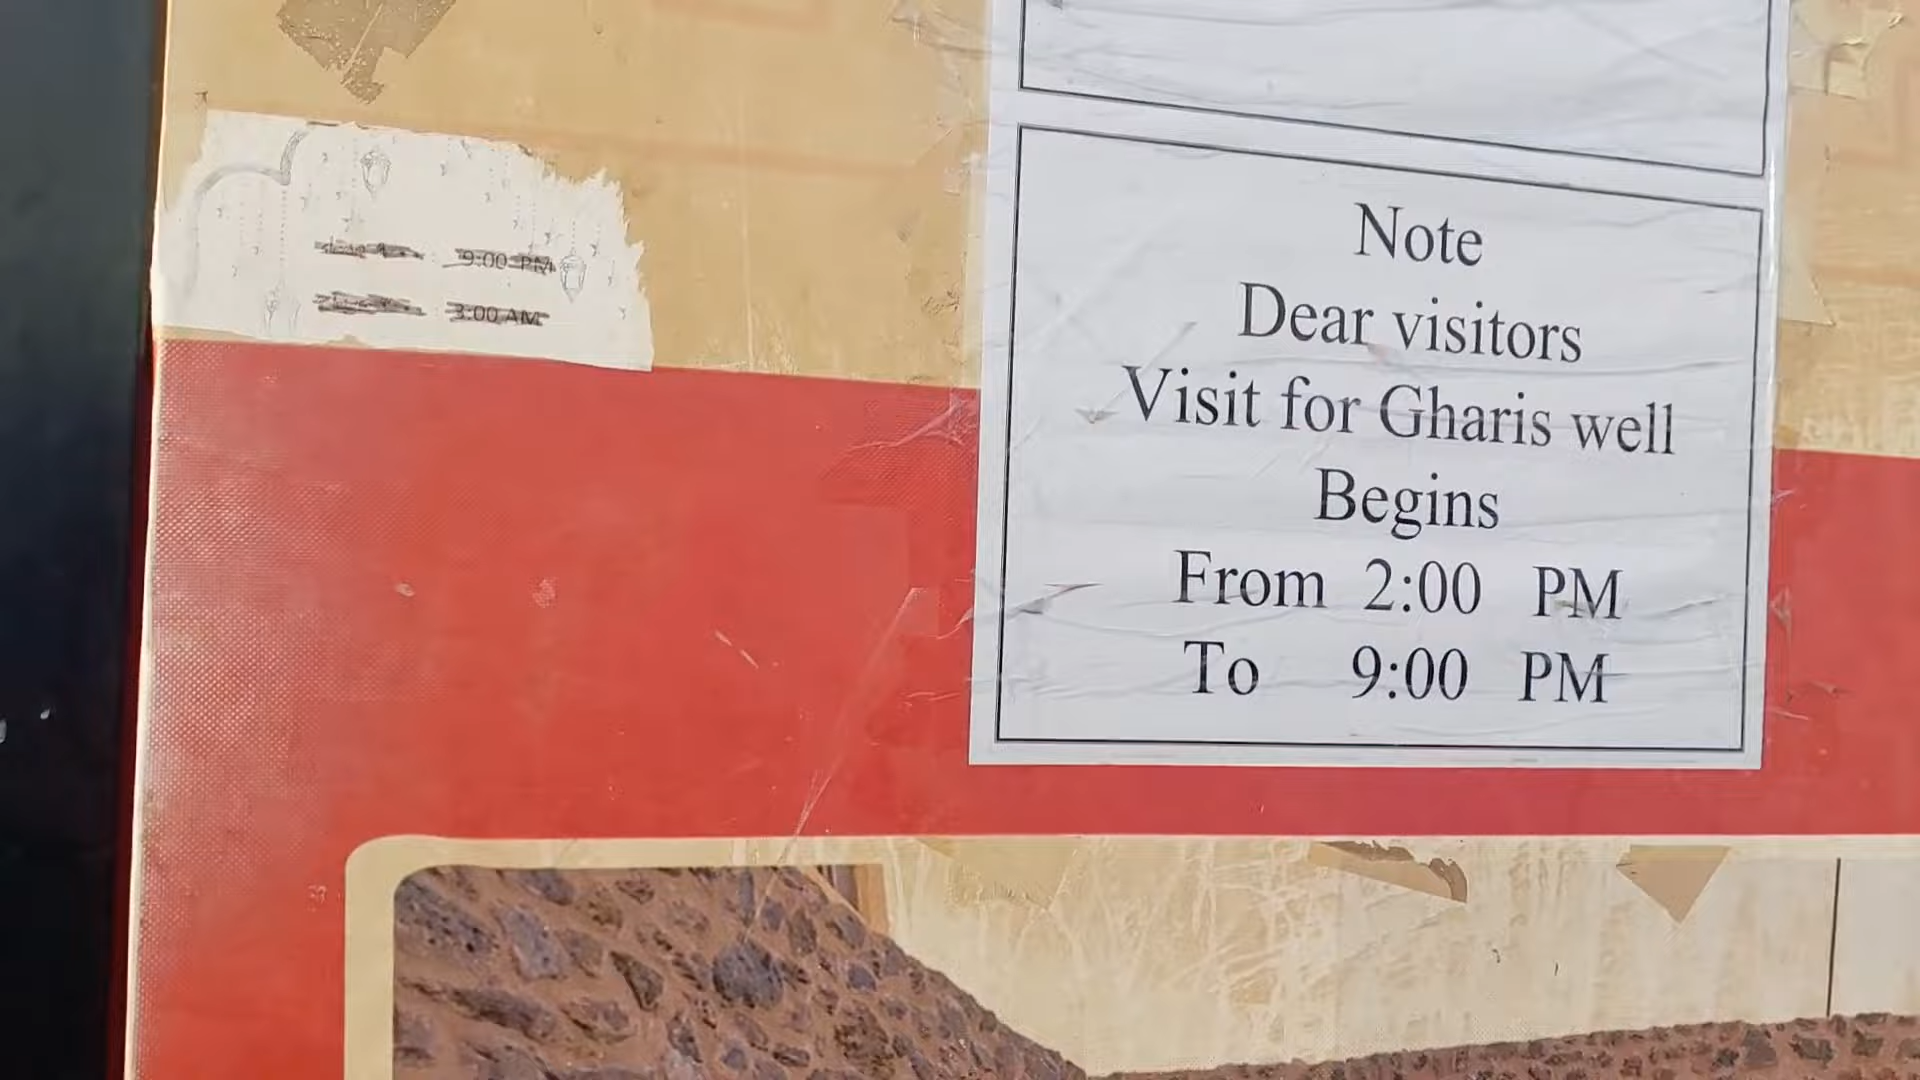 9:00 PM
3:00 AM
Note
Dear visitors
Visit for Gharis well
Begins
From 2:00 PM
To 9:00 PM